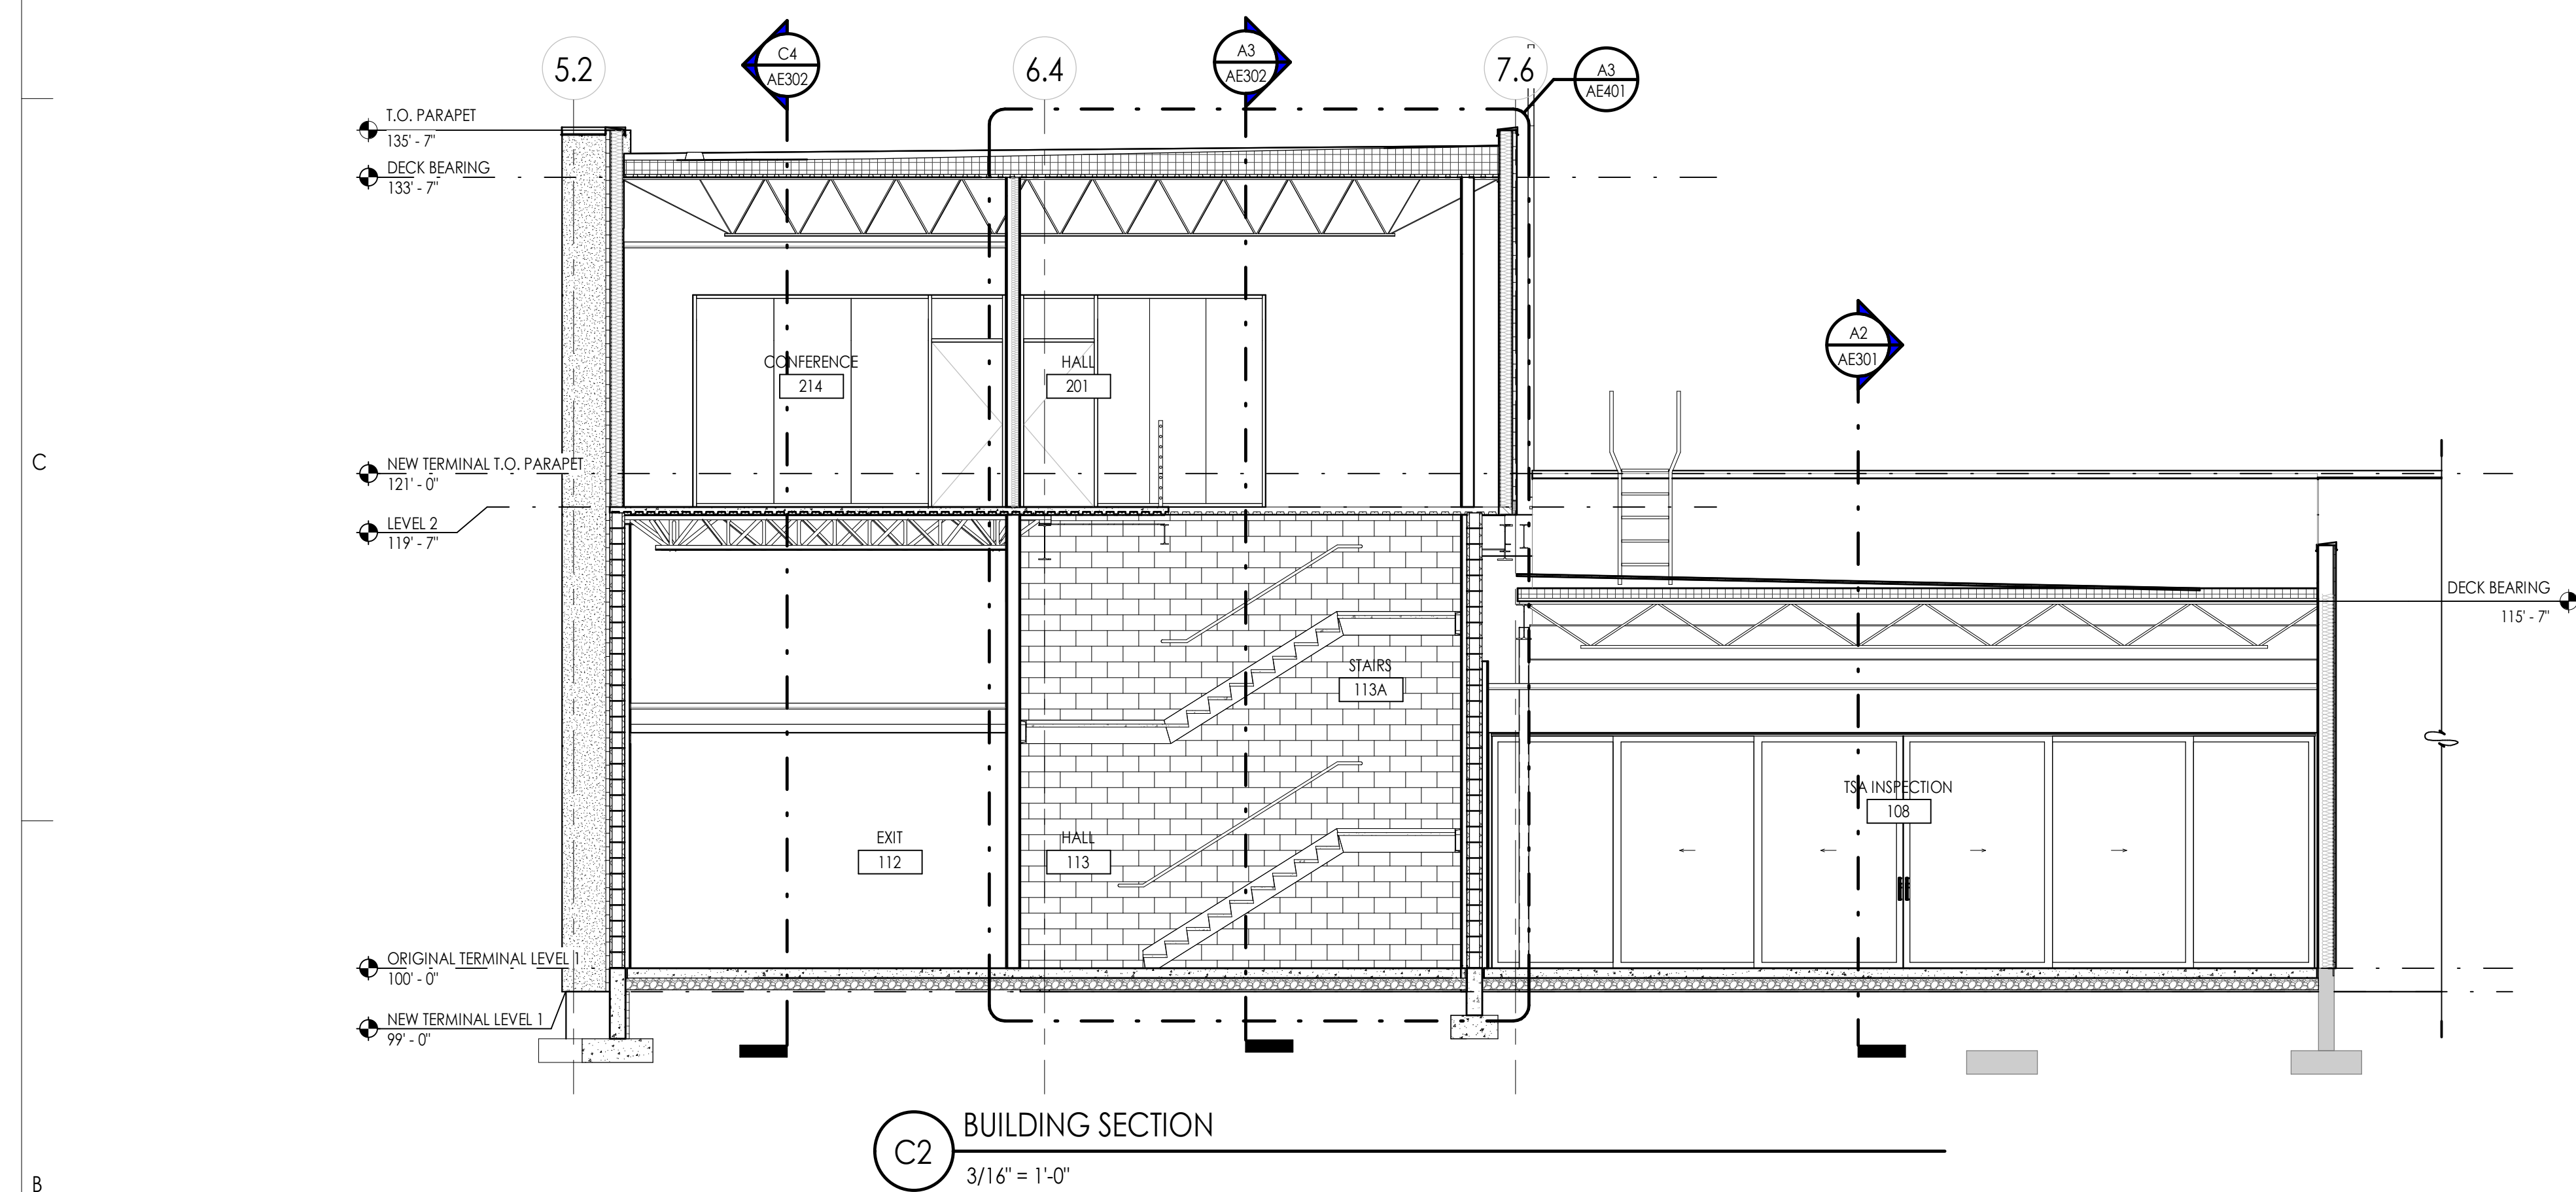 5.2
C4
AE302
6.4
A3
AE302
7.6
A3
AE401
T.O. PARAPET
135' - 7"
DECK BEARING
133' - 7"
A2
AE301
CONFERENCE
214
HALL
201
C
NEW TERMINAL T.O. PARAPET
121' - 0"
LEVEL 2
119' - 7"
DECK BEARING
115' - 7"
STAIRS
113A
TSA INSPECTION
108
EXIT
112
HALL
113
ORIGINAL TERMINAL LEVEL 1
100' - 0"
NEW TERMINAL LEVEL 1
99' - 0"
C2
BUILDING SECTION
3/16" = 1'-0"
B